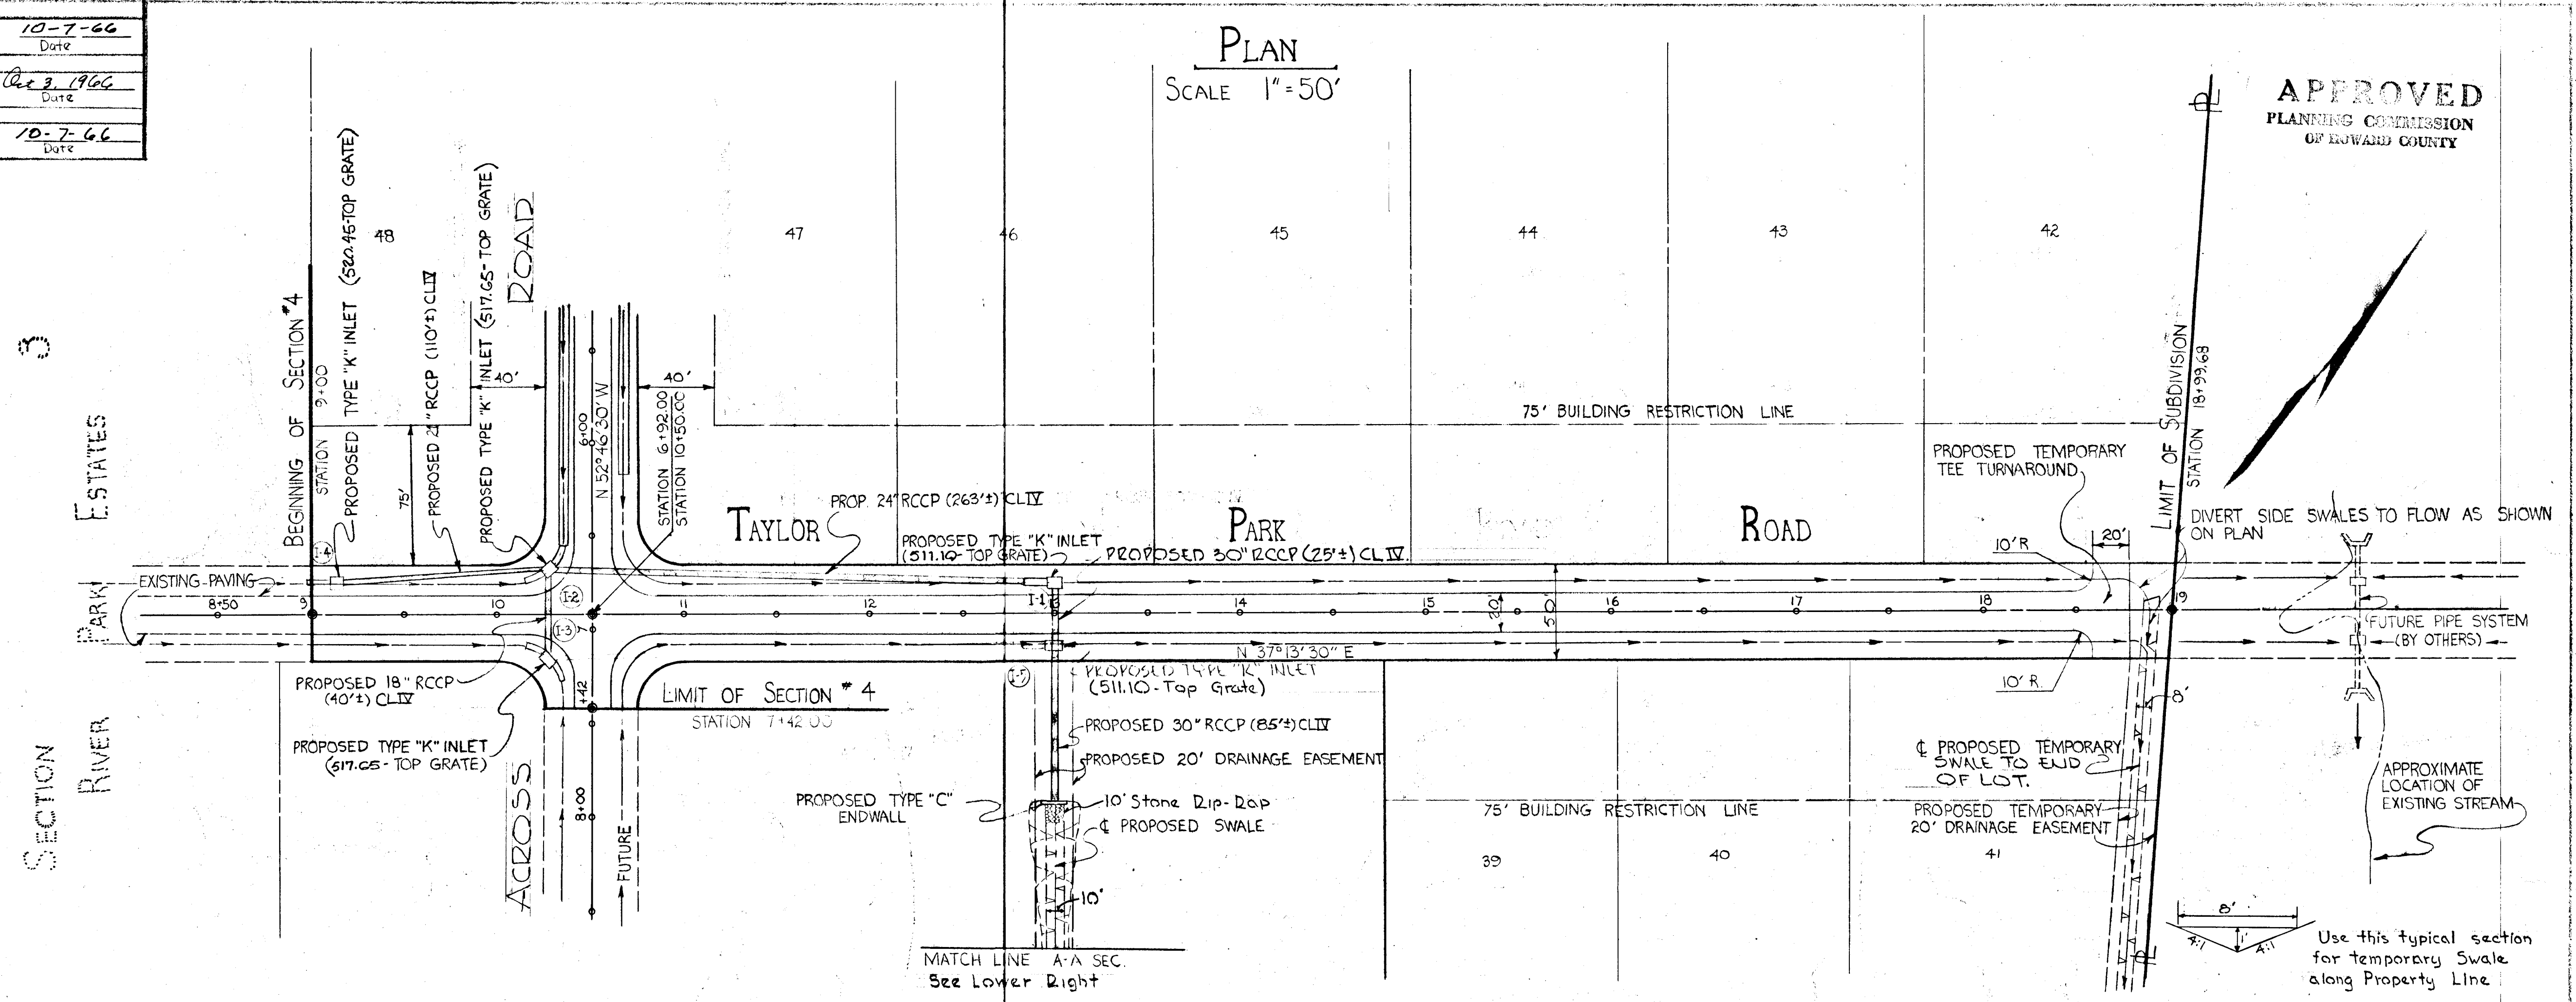 10-7-66
Date
Oct 3, 1966
Date
10-7-66
Date
PLAN
SCALE 1"=50'
APPROVED
PLANNING COMMISSION
OF HOWARD COUNTY
SECTION 3
RIVER PARK ESTATES
BEGINNING OF SECTION #4
STATION 9+00
PROPOSED TYPE "K" INLET (520.45-TOP GRATE)
PROPOSED 21" RCCP (110'±) CLIV
PROPOSED TYPE "K" INLET (517.65-TOP GRATE)
ROAD
48
47
46
45
44
43
42
40'
40'
75'
6+00
N 52°46'30" W
STATION 6+92.00
STATION 10+50.00
75' BUILDING RESTRICTION LINE
LIMIT OF SUBDIVISION
STATION 18+99.68
PROPOSED TEMPORARY
TEE TURNAROUND
DIVERT SIDE SWALES TO FLOW AS SHOWN
ON PLAN
TAYLOR PARK ROAD
PROP. 24" RCCP (263'±) CLIV
PROPOSED TYPE "K" INLET
(511.10-TOP GRATE)
PROPOSED 30" RCCP (25'±) CL IV.
10' R
20'
EXISTING PAVING
I-4
I-2
I-3
I-1
I-5
8+50
9
10
11
12
13
14
15
16
17
18
19
7
20'
50'
N 37°13'30" E
FUTURE PIPE SYSTEM
(BY OTHERS)
PROPOSED 18" RCCP
(40'±) CLIV
+42
LIMIT OF SECTION #4
STATION 7+42.00
PROPOSED TYPE "K" INLET
(511.10-Top Grate)
10' R.
8'
PROPOSED TYPE "K" INLET
(517.65-TOP GRATE)
PROPOSED 30" RCCP (85'±) CLIV
PROPOSED 20' DRAINAGE EASEMENT
PROPOSED TYPE "C"
ENDWALL
10' Stone Rip-Rap
℄ PROPOSED SWALE
10'
ACROSS
8+00
FUTURE
℄ PROPOSED TEMPORARY
SWALE TO END
OF LOT.
PROPOSED TEMPORARY
20' DRAINAGE EASEMENT
75' BUILDING RESTRICTION LINE
39
40
41
APPROXIMATE
LOCATION OF
EXISTING STREAM
MATCH LINE A-A SEC.
See Lower Right
8'
4:1
1'
4:1
Use this typical section
for temporary Swale
along Property Line